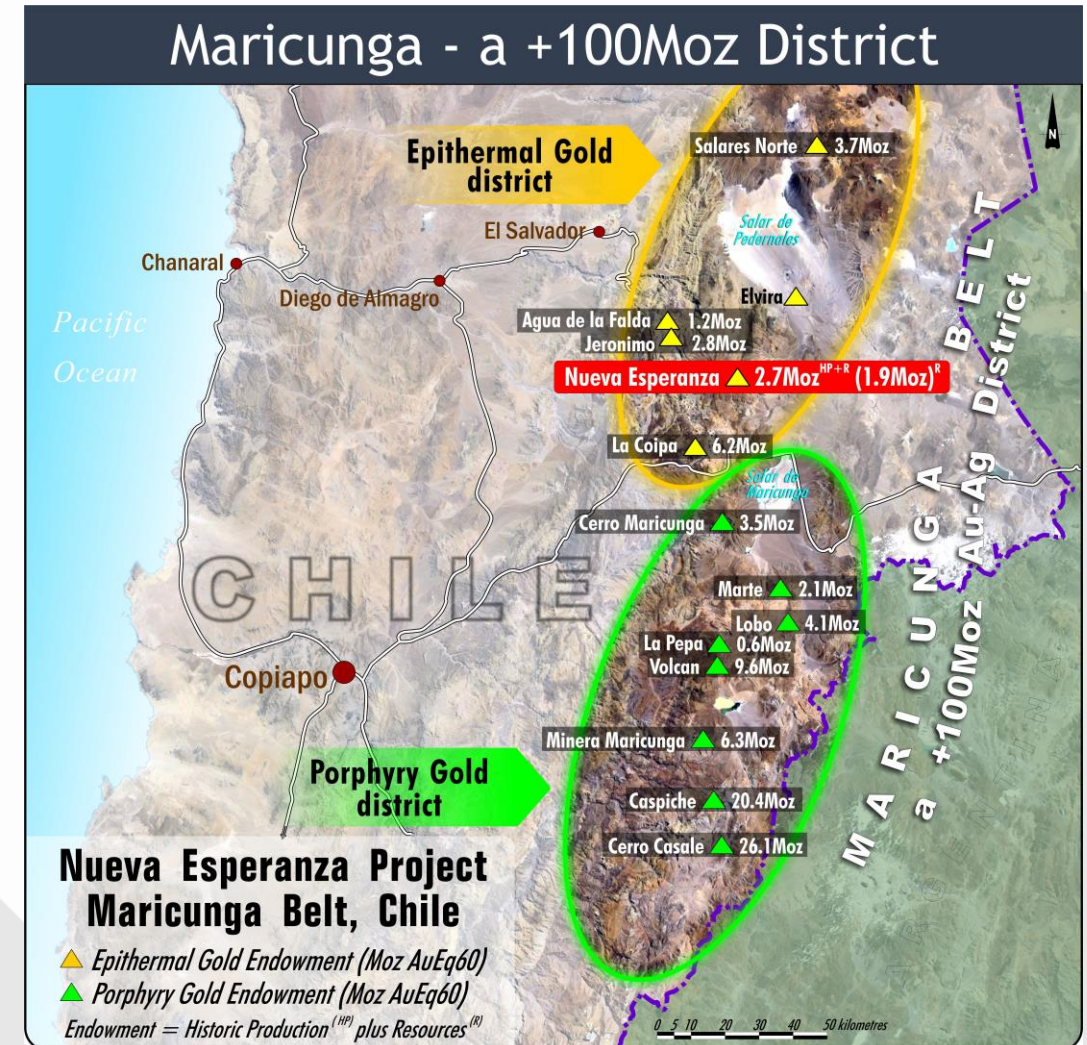 Maricunga - a +100Moz District
N
Epithermal Gold
district
Salares Norte 3.7Moz
Salar de
Pedernalos
El Salvador
Chanaral
Diego de Almagro
Elvira
Pacific
Ocean
Agua de la Falda 1.2Moz
Jeronimo 2.8Moz
Nueva Esperanza 2.7Moz HP+R (1.9Moz) R
La Coipa 6.2Moz
Salar de
Maricunga
Cerro Maricunga 3.5Moz
CHILE
Marte 2.1Moz
Lobo 4.1Moz
La Pepa 0.6Moz
Volcan 9.6Moz
Copiapo
Minera Maricunga 6.3Moz
Porphyry Gold
district
Caspiche 20.4Moz
Cerro Casale 26.1Moz
MARICUNGA BELT
a +100Moz Au-Ag District
Nueva Esperanza Project
Maricunga Belt, Chile
Epithermal Gold Endowment (Moz AuEq60)
Porphyry Gold Endowment (Moz AuEq60)
Endowment = Historic Production (HP) plus Resources (R)
0 5 10 20 30 40 50 kilometres